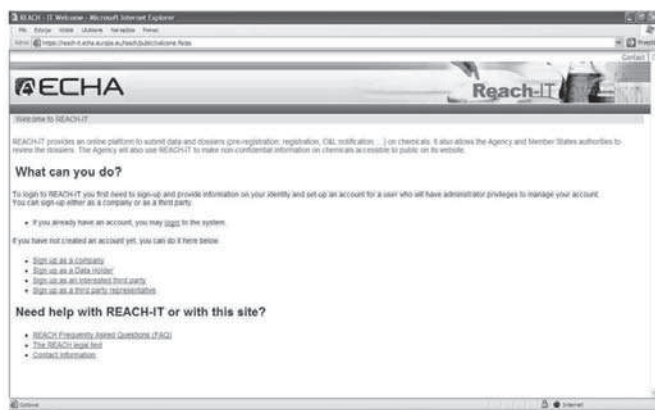 REACH - IT Welcome - Microsoft Internet Explorer
Plik Edycja Widok Ulubione Narzędzia Pomoc
Contact
ECHA
Reach-IT
Welcome to REACH-IT
REACH-IT provides an online platform to submit data and dossiers (pre-registration, registration, C&L notification ...) on chemicals. It also allows the Agency and Member States authorities to
review the dossiers. The Agency will also use REACH-IT to make non-confidential information on chemicals accessible to public on its website.
What can you do?
To login to REACH-IT you first need to sign-up and provide information on your identity and set-up an account for a user who will have administrator privileges to manage your account.
You can sign-up either as a company or as a third party.
If you already have an account, you may login to the system.
If you have not created an account yet, you can do it here below.
Sign up as a company
Sign up as a Data Holder
Sign up as an interested third party
Sign up as a third party representative
Need help with REACH-IT or with this site?
REACH Frequently Asked Questions (FAQ)
The REACH legal text
Contact information
Gotowe
Internet